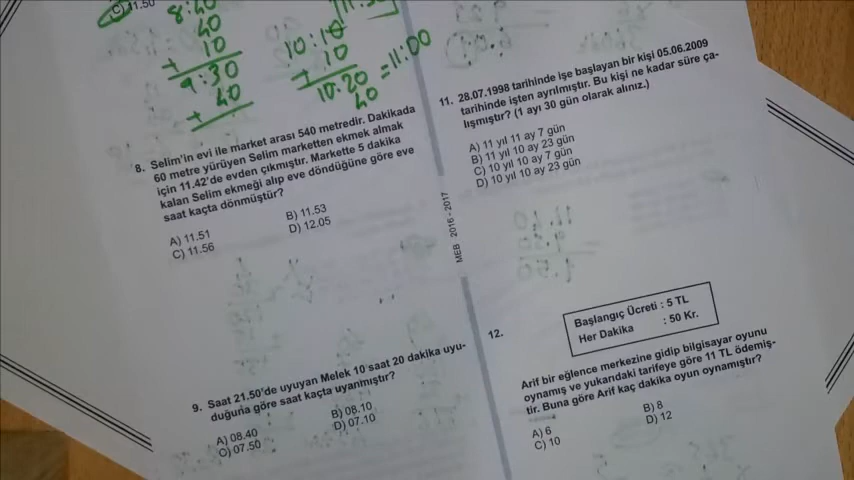 C) 11.50
8:40
40
10
+
9:30
40
+
10:10
10
+
10:20
40
=11:00
8. Selim'in evi ile market arası 540 metredir. Dakikada
60 metre yürüyen Selim marketten ekmek almak
için 11.42'de evden çıkmıştır. Markette 5 dakika
kalan Selim ekmeği alıp eve döndüğüne göre eve
saat kaçta dönmüştür?
A) 11.51
B) 11.53
C) 11.56
D) 12.05
9. Saat 21.50'de uyuyan Melek 10 saat 20 dakika uyu-
duğuna göre saat kaçta uyanmıştır?
A) 08.40
B) 08.10
C) 07.50
D) 07.10
MEB 2016 - 2017
11. 28.07.1998 tarihinde işe başlayan bir kişi 05.06.2009
tarihinde işten ayrılmıştır. Bu kişi ne kadar süre ça-
lışmıştır? (1 ayı 30 gün olarak alınız.)
A) 11 yıl 11 ay 7 gün
B) 11 yıl 10 ay 23 gün
C) 10 yıl 10 ay 7 gün
D) 10 yıl 10 ay 23 gün
12.
Başlangıç Ücreti : 5 TL
Her Dakika : 50 Kr.
Arif bir eğlence merkezine gidip bilgisayar oyunu
oynamış ve yukarıdaki tarifeye göre 11 TL ödemiş-
tir. Buna göre Arif kaç dakika oyun oynamıştır?
A) 6
B) 8
C) 10
D) 12